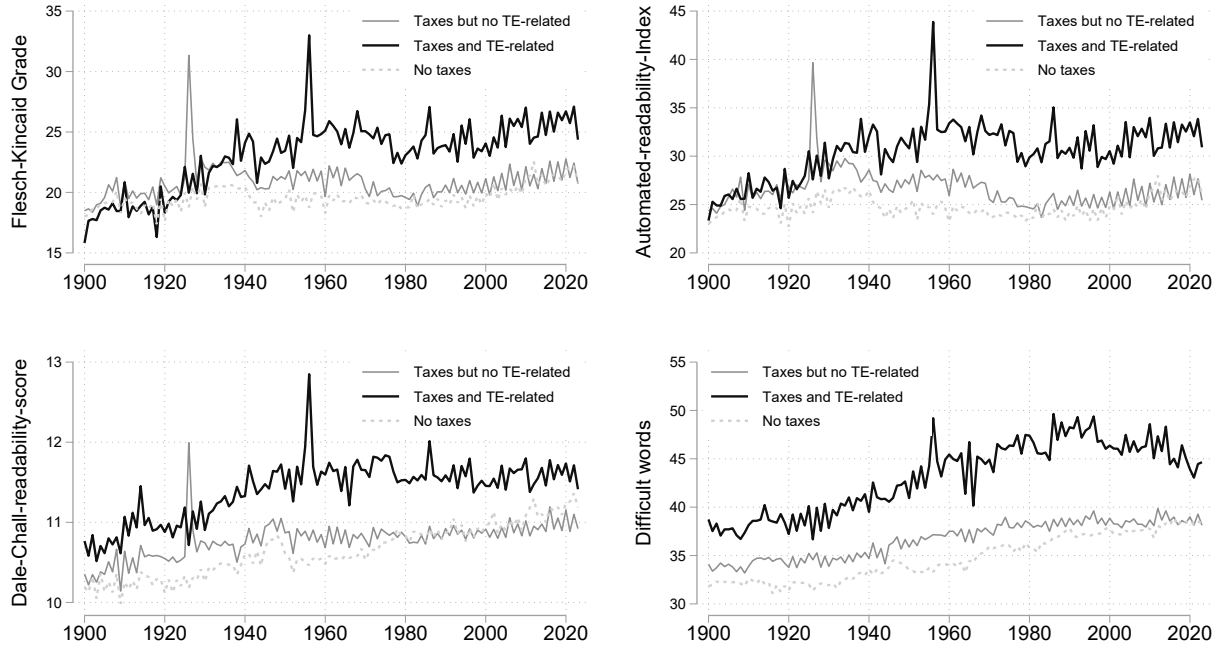 Flesch-Kincaid Grade
35
30
25
20
15
Taxes but no TE-related
Taxes and TE-related
No taxes
1900 1920 1940 1960 1980 2000 2020
Automated-readability-Index
45
40
35
30
25
20
Taxes but no TE-related
Taxes and TE-related
No taxes
1900 1920 1940 1960 1980 2000 2020
Dale-Chall-readability-score
13
12
11
10
Taxes but no TE-related
Taxes and TE-related
No taxes
1900 1920 1940 1960 1980 2000 2020
Difficult words
55
50
45
40
35
30
Taxes but no TE-related
Taxes and TE-related
No taxes
1900 1920 1940 1960 1980 2000 2020